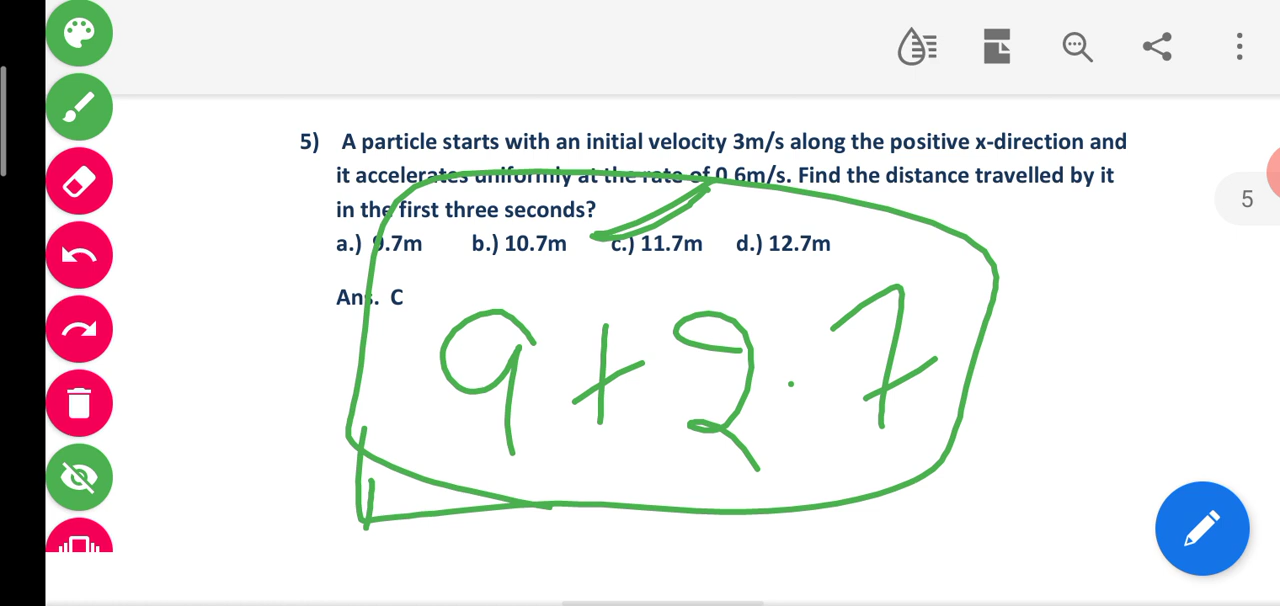 5) A particle starts with an initial velocity 3m/s along the positive x-direction and
it accelerates uniformly at the rate of 0.6m/s. Find the distance travelled by it
in the first three seconds?
a.) 9.7m b.) 10.7m c.) 11.7m d.) 12.7m
Ans. C
9+2.7
5